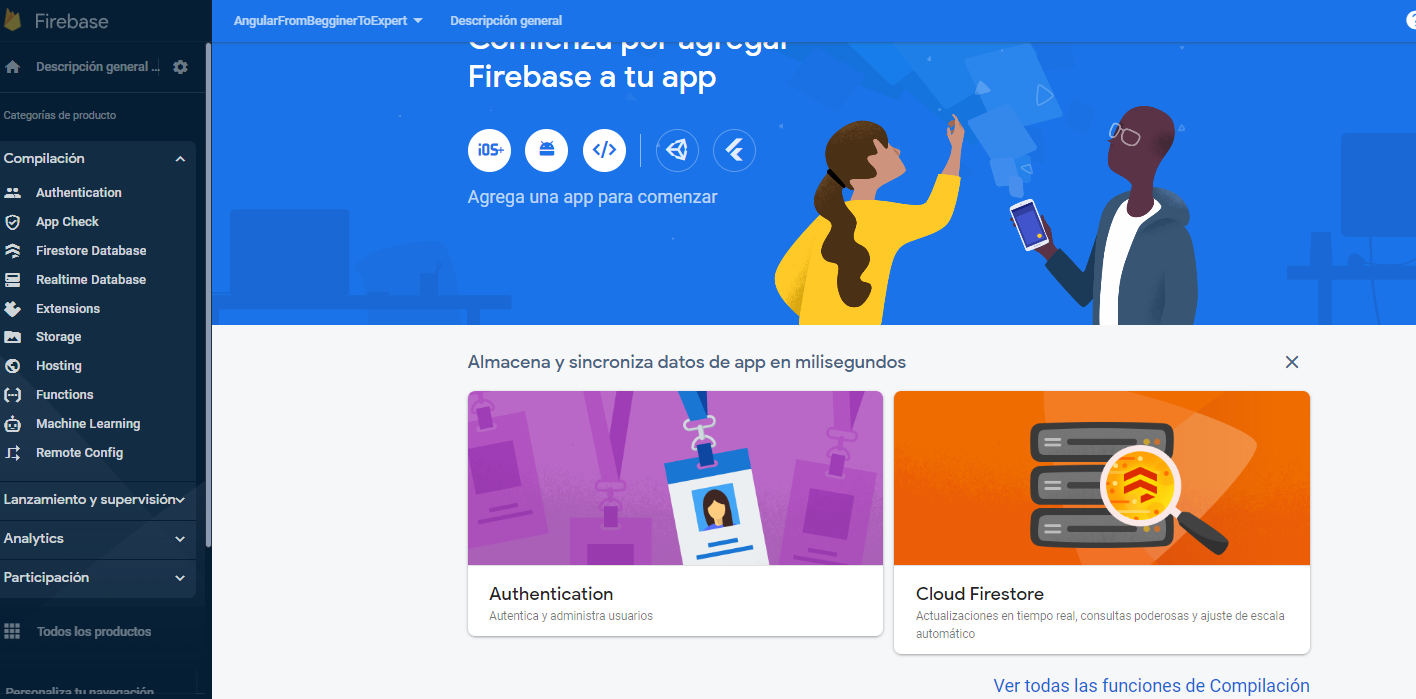 Firebase
Descripción general ...
Categorías de producto
Compilación
Authentication
App Check
Firestore Database
Realtime Database
Extensions
Storage
Hosting
Functions
Machine Learning
Remote Config
Lanzamiento y supervisión
Analytics
Participación
Todos los productos
Personaliza tu navegación
AngularFromBegginerToExpert
Descripción general
?
Comienza por agregar
Firebase a tu app
iOS+
Agrega una app para comenzar
Almacena y sincroniza datos de app en milisegundos
Authentication
Autentica y administra usuarios
Cloud Firestore
Actualizaciones en tiempo real, consultas poderosas y ajuste de escala
automático
Ver todas las funciones de Compilación